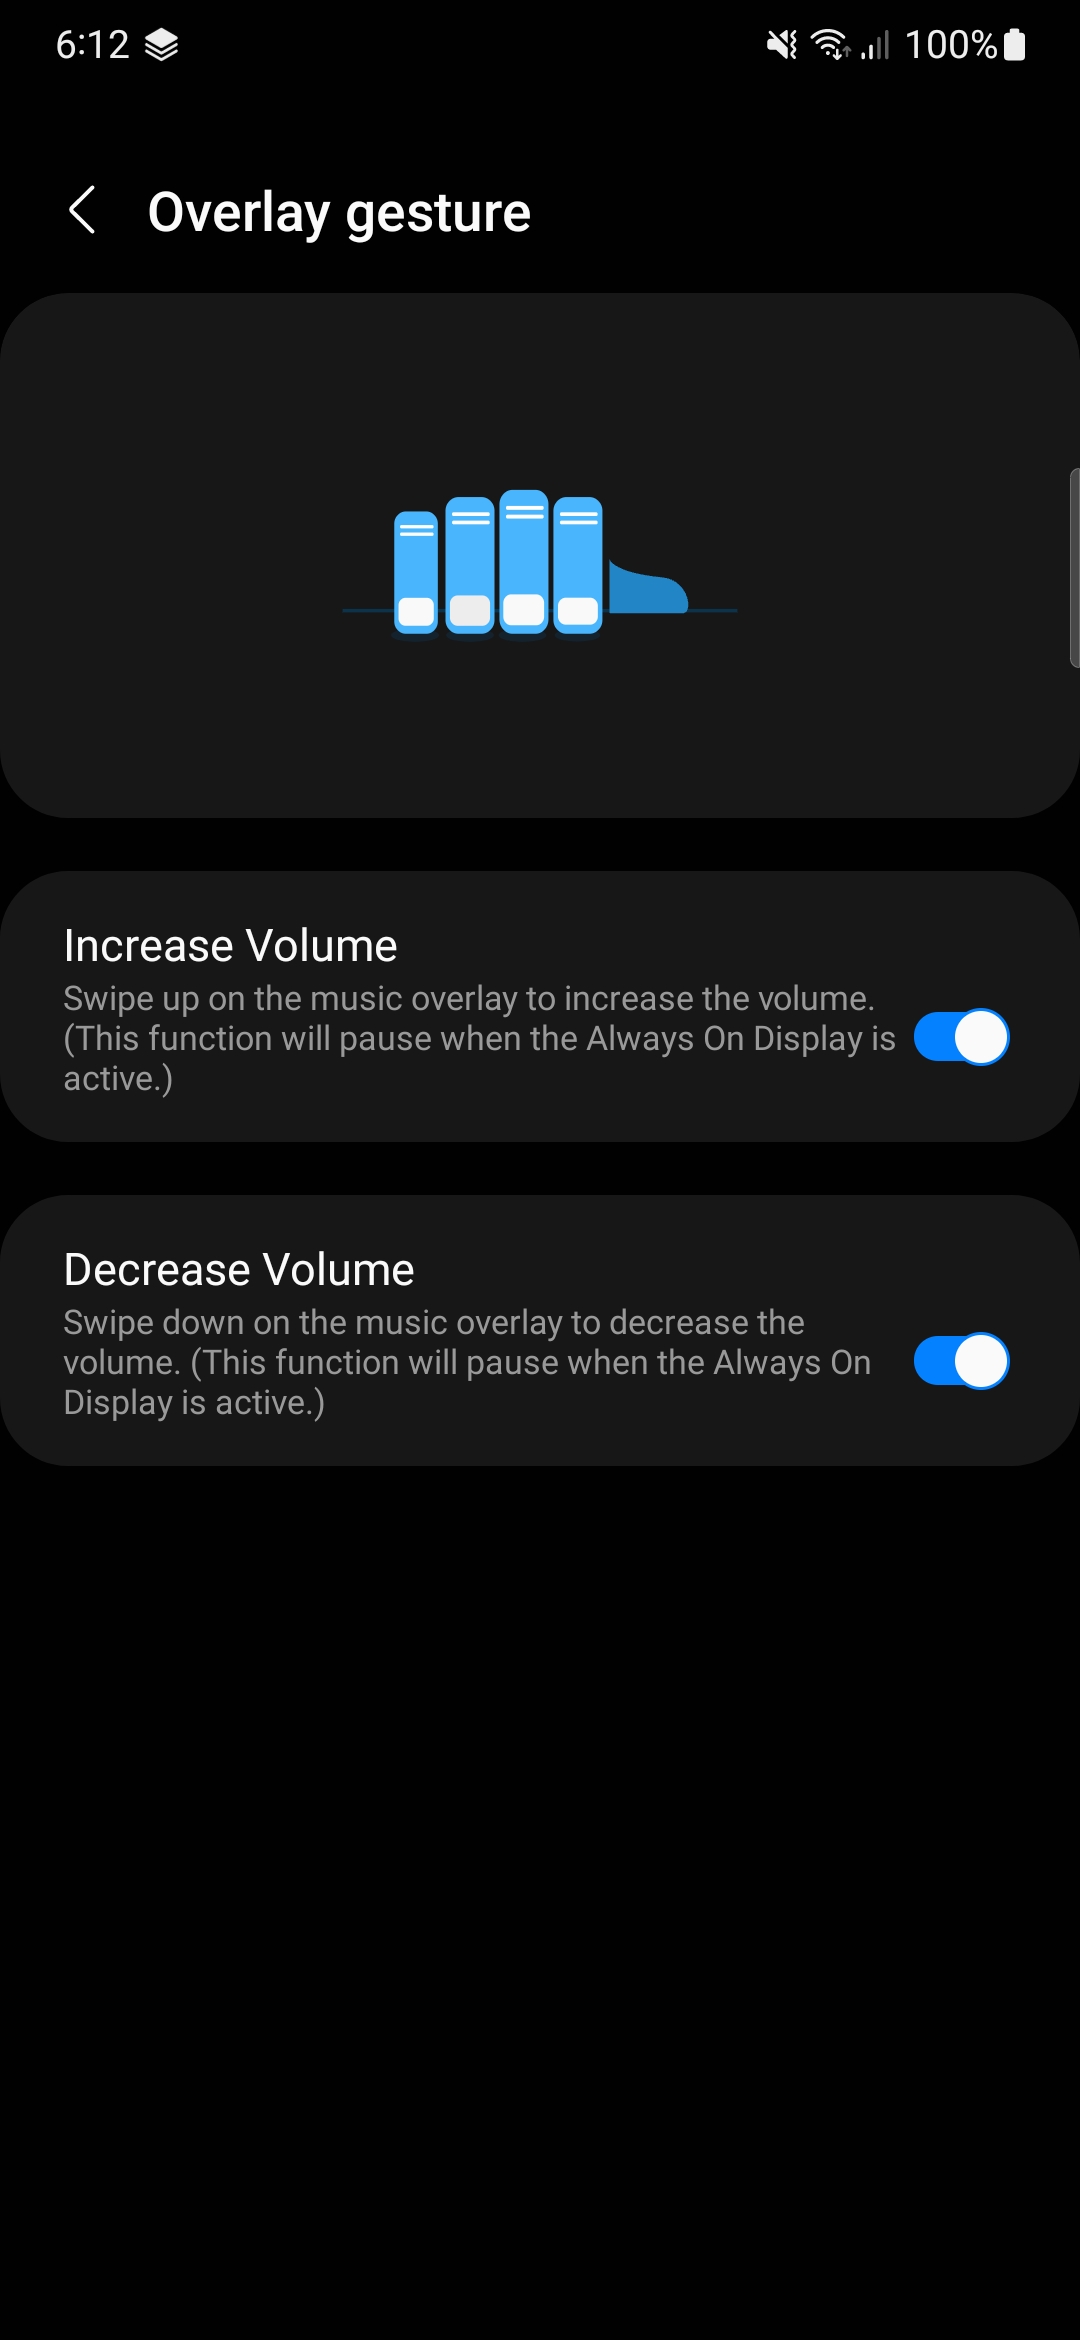 6:12 100%
Overlay gesture
Increase Volume
Swipe up on the music overlay to increase the volume.
(This function will pause when the Always On Display is
active.)
Decrease Volume
Swipe down on the music overlay to decrease the
volume. (This function will pause when the Always On
Display is active.)